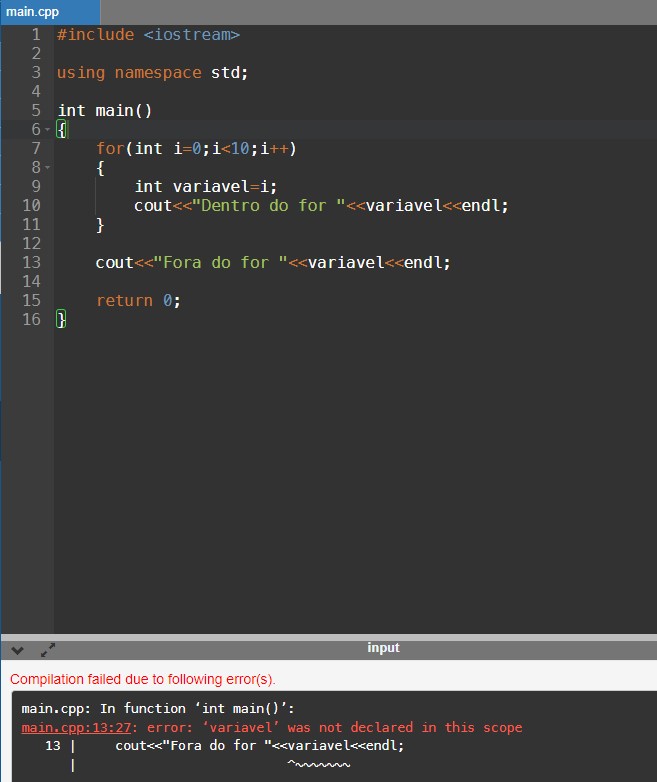 main.cpp
1 #include <iostream>
2
3 using namespace std;
4
5 int main()
6 {
7     for(int i=0;i<10;i++)
8     {
9         int variavel=i;
10         cout<<"Dentro do for "<<variavel<<endl;
11     }
12
13     cout<<"Fora do for "<<variavel<<endl;
14
15     return 0;
16 }
input
Compilation failed due to following error(s).
main.cpp: In function ‘int main()’:
main.cpp:13:27: error: ‘variavel’ was not declared in this scope
   13 |     cout<<"Fora do for "<<variavel<<endl;
      |                           ^~~~~~~~